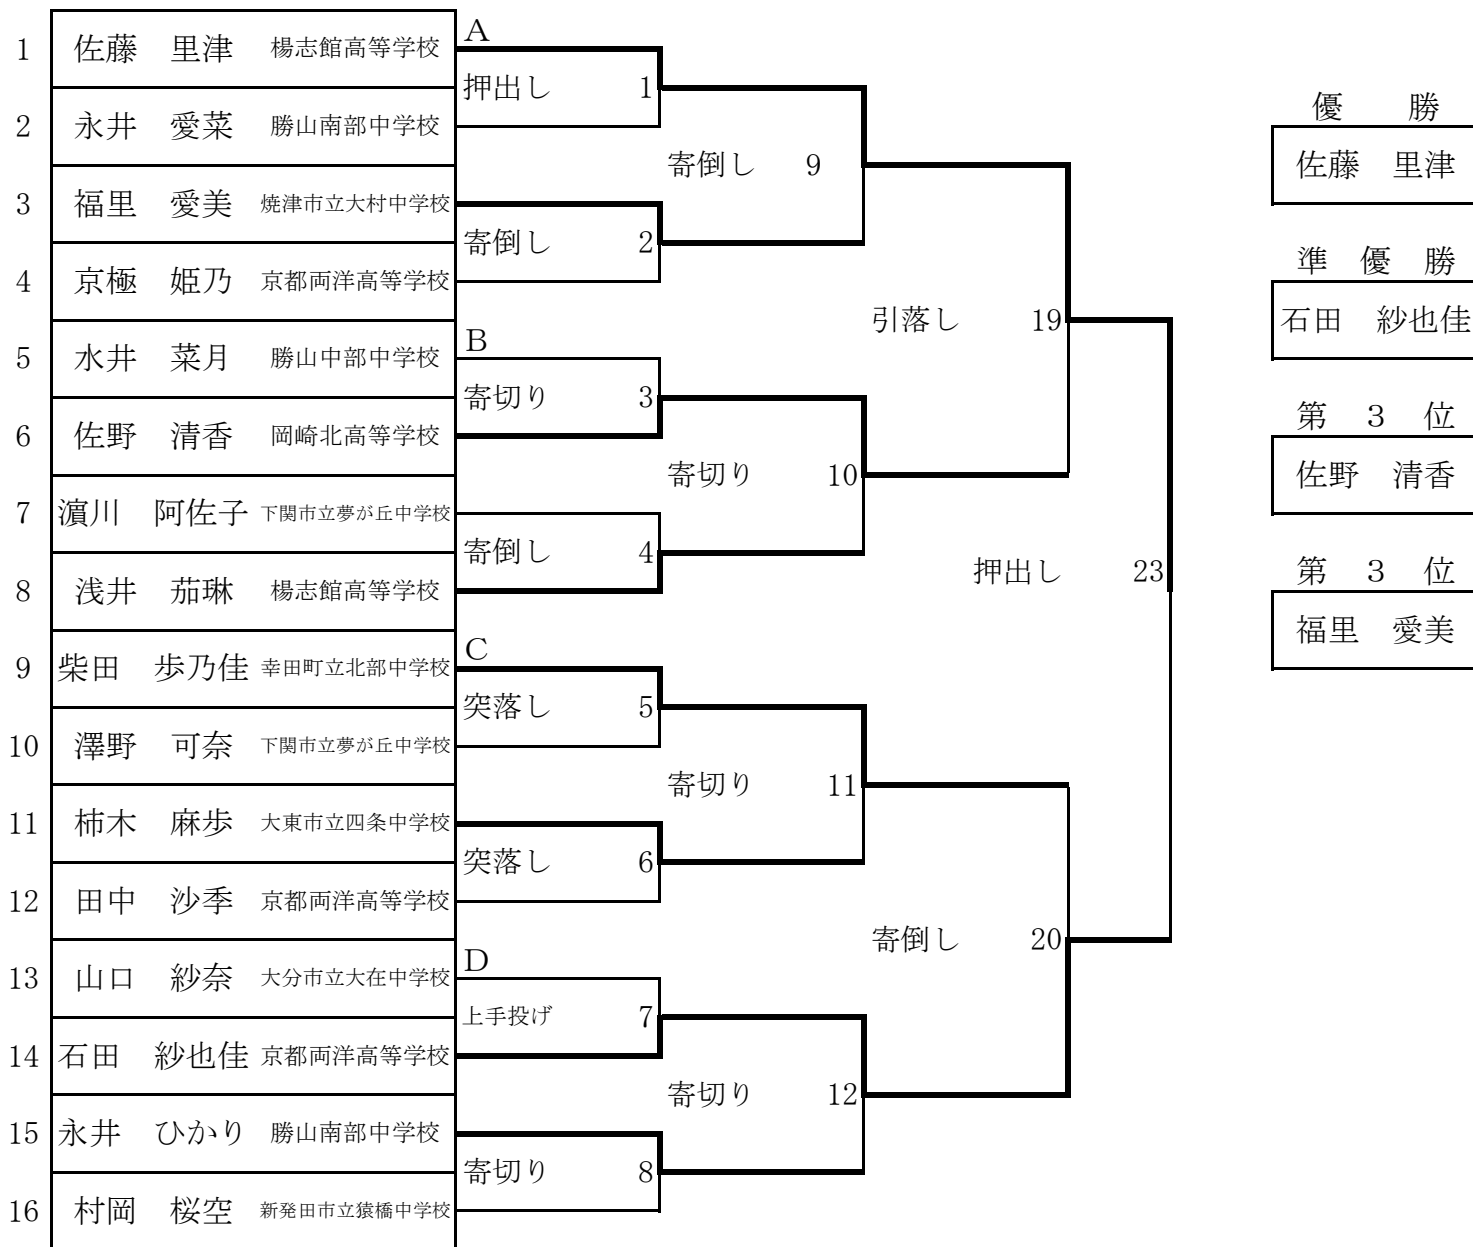 A
1 佐藤 里津 楊志館高等学校
押出し 1
2 永井 愛菜 勝山南部中学校
寄倒し 9
3 福里 愛美 焼津市立大村中学校
寄倒し 2
4 京極 姫乃 京都両洋高等学校
引落し 19
B
5 水井 菜月 勝山中部中学校
寄切り 3
6 佐野 清香 岡崎北高等学校
寄切り 10
7 濵川 阿佐子 下関市立夢が丘中学校
寄倒し 4
押出し 23
8 浅井 茄琳 楊志館高等学校
C
9 柴田 歩乃佳 幸田町立北部中学校
突落し 5
10 澤野 可奈 下関市立夢が丘中学校
寄切り 11
11 柿木 麻歩 大東市立四条中学校
突落し 6
12 田中 沙季 京都両洋高等学校
寄倒し 20
D
13 山口 紗奈 大分市立大在中学校
上手投げ 7
14 石田 紗也佳 京都両洋高等学校
寄切り 12
15 永井 ひかり 勝山南部中学校
寄切り 8
16 村岡 桜空 新発田市立猿橋中学校
優 勝
佐藤 里津
準 優 勝
石田 紗也佳
第 3 位
佐野 清香
第 3 位
福里 愛美